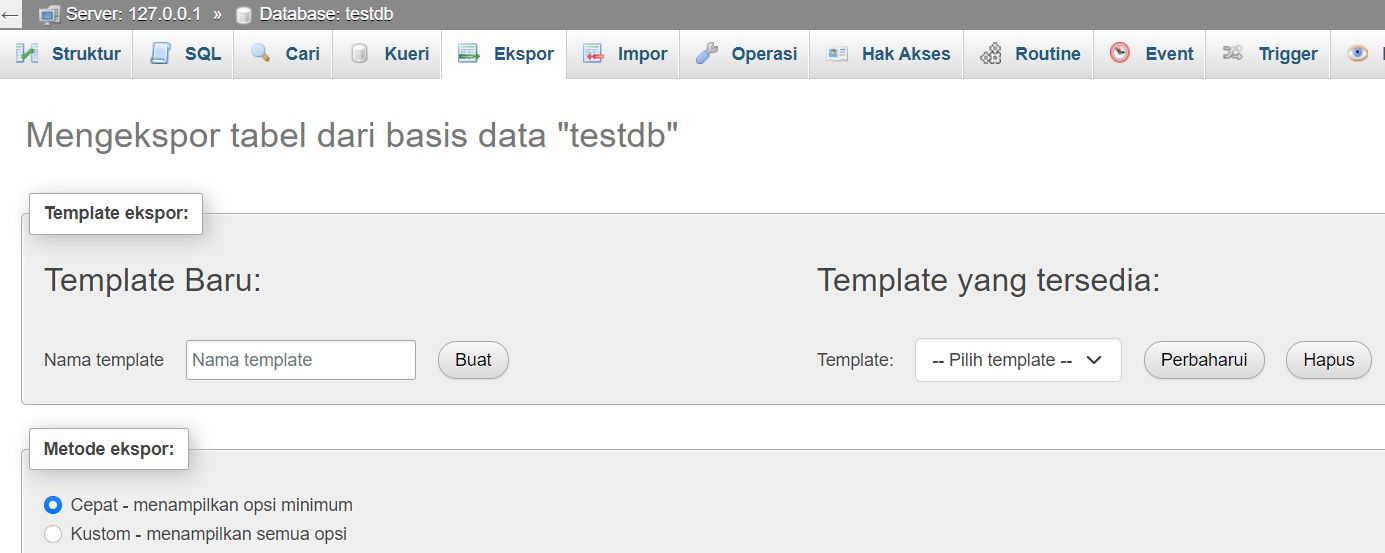 ← Server: 127.0.0.1 » Database: testdb
Struktur SQL Cari Kueri Ekspor Impor Operasi Hak Akses Routine Event Trigger
Mengekspor tabel dari basis data "testdb"
Template ekspor:
Template Baru: Template yang tersedia:
Nama template Nama template Buat Template: -- Pilih template -- Perbaharui Hapus
Metode ekspor:
Cepat - menampilkan opsi minimum
Kustom - menampilkan semua opsi